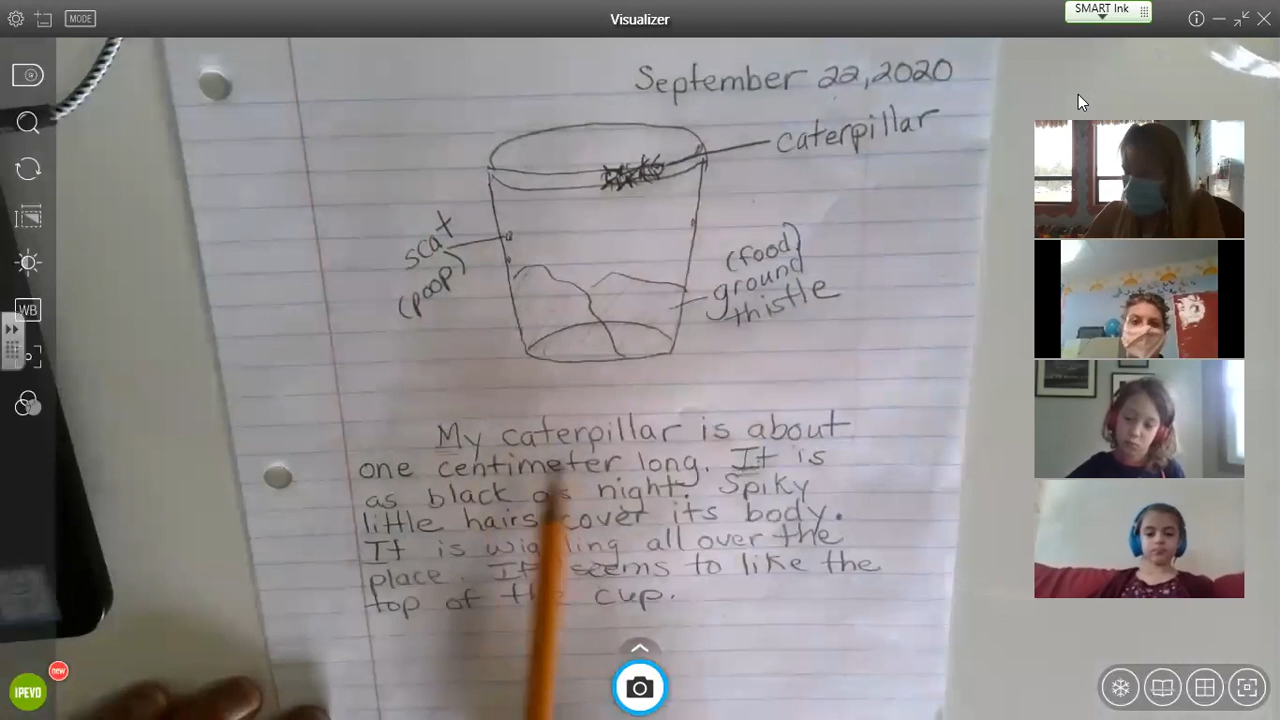 Visualizer
SMART Ink
MODE
September 22, 2020
caterpillar
scat
(poop)
(food)
ground
thistle
My caterpillar is about
one centimeter long. It is
as black as night. Spiky
little hairs cover its body.
It is wiggling all over the
place. It seems to like the
top of the cup.
WB
new
IPEVO